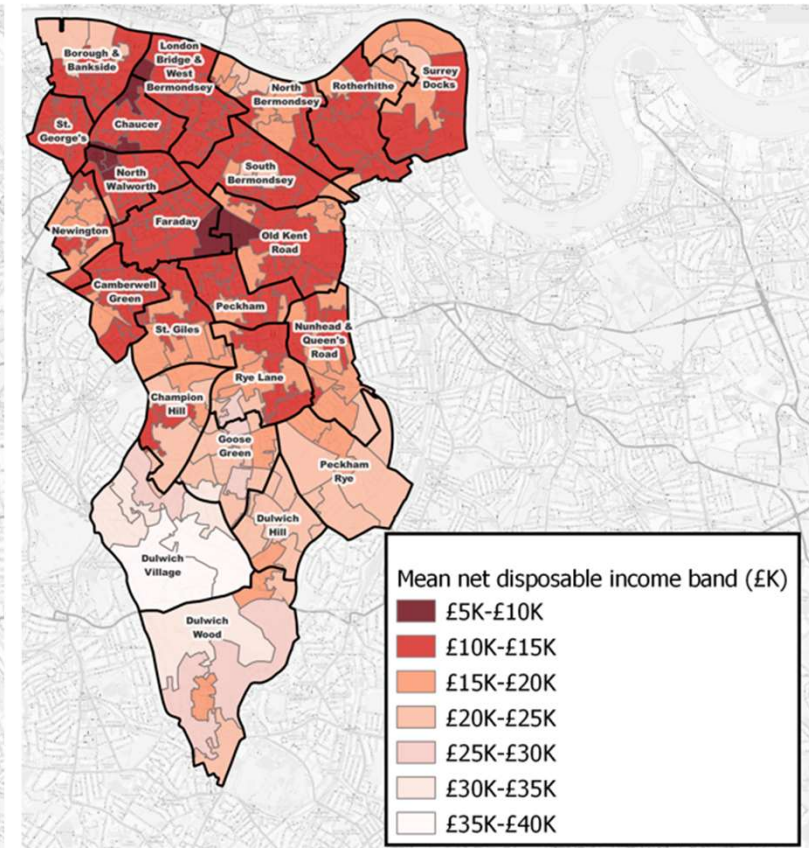 Borough &
Bankside
London
Bridge &
West
Bermondsey
North
Bermondsey
Rotherhithe
Surrey
Docks
St.
George's
Chaucer
North
Walworth
South
Bermondsey
Newington
Faraday
Old Kent
Road
Camberwell
Green
Peckham
St. Giles
Nunhead &
Queen's
Road
Rye Lane
Champion
Hill
Goose
Green
Peckham
Rye
Dulwich
Hill
Dulwich
Village
Dulwich
Wood
Mean net disposable income band (£K)
£5K-£10K
£10K-£15K
£15K-£20K
£20K-£25K
£25K-£30K
£30K-£35K
£35K-£40K